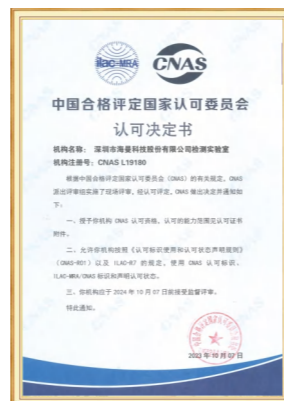 ilac-MRA
CNAS
中国合格评定国家认可委员会
认可决定书
机构名称： 深圳市海曼科技股份有限公司检测实验室
机构注册号：CNAS L19180
根据中国合格评定国家认可委员会（CNAS）的有关规定，CNAS
派出评审组实施了现场评审。经认可评定，CNAS 做出决定并通知如
下：
一、授予你机构 CNAS 认可资格，认可的能力范围见认可证书
附件。
二、允许你机构按照《认可标识使用和认可状态声明规则》
（CNAS-R01）以及 ILAC-R7 的规定，使用 CNAS 认可标识、
ILAC-MRA/CNAS 标识和声明认可状态。
三、你机构应于 2024 年 10 月 07 日前接受监督评审。
特此通知。
2023 年 10 月 07 日